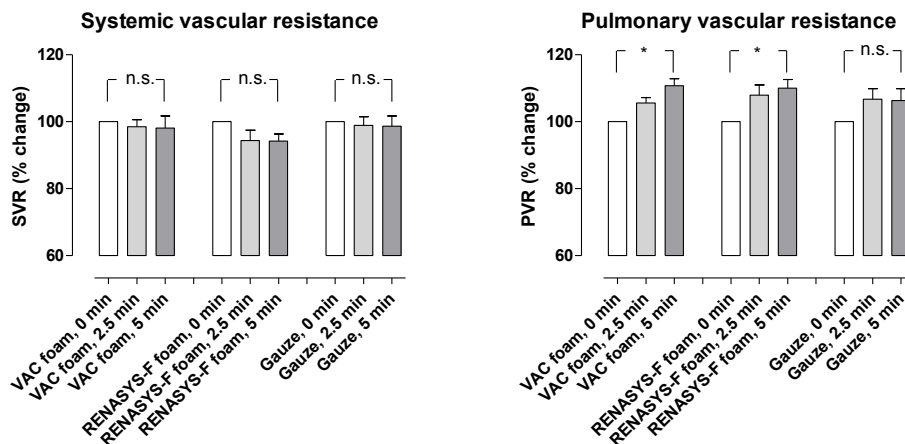 Systemic vascular resistance
120
100
80
60
SVR (% change)
n.s.
n.s.
n.s.
VAC foam, 0 min
VAC foam, 2.5 min
VAC foam, 5 min
RENASYS-F foam, 0 min
RENASYS-F foam, 2.5 min
RENASYS-F foam, 5 min
Gauze, 0 min
Gauze, 2.5 min
Gauze, 5 min
Pulmonary vascular resistance
120
100
80
60
PVR (% change)
*
*
n.s.
VAC foam, 0 min
VAC foam, 2.5 min
VAC foam, 5 min
RENASYS-F foam, 0 min
RENASYS-F foam, 2.5 min
RENASYS-F foam, 5 min
Gauze, 0 min
Gauze, 2.5 min
Gauze, 5 min